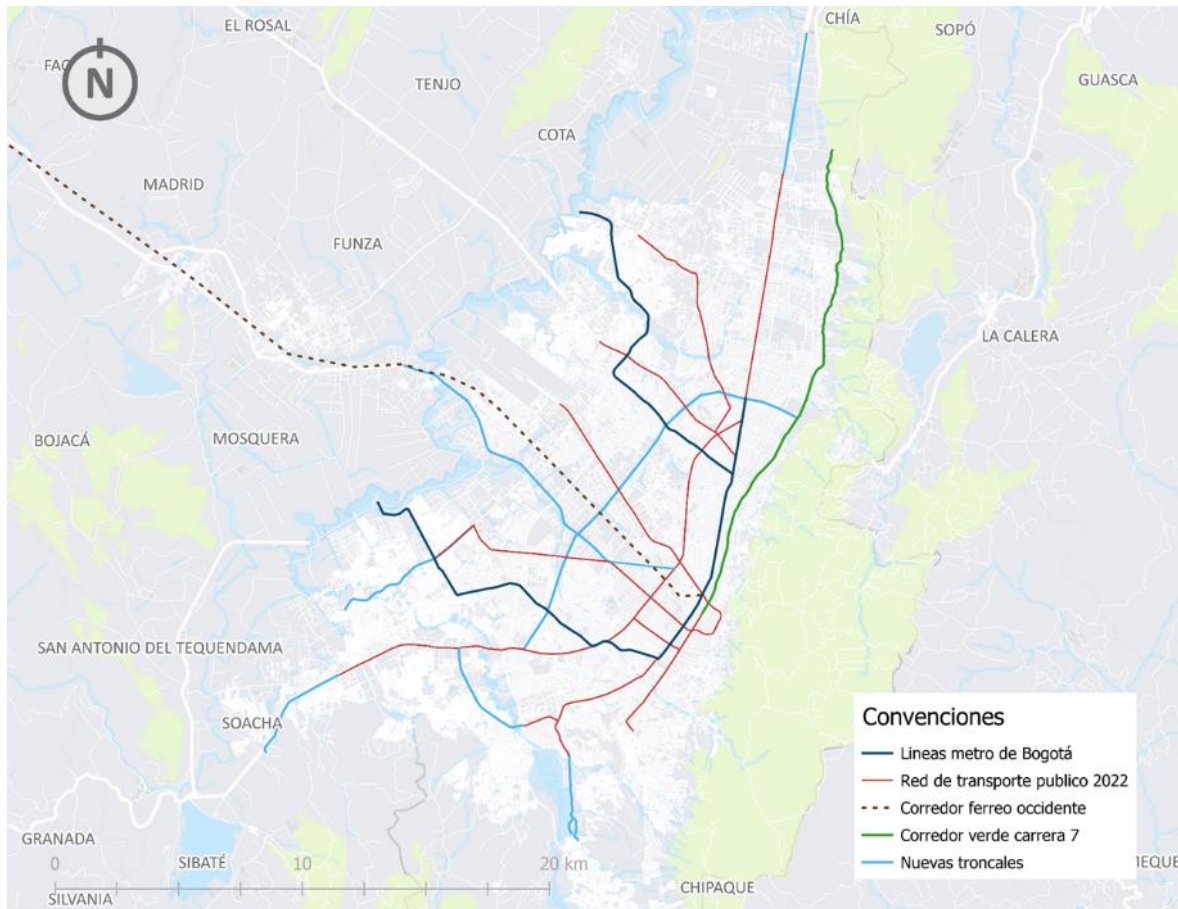 CHÍA
EL ROSAL
SOPÓ
FAC
N
TENJO
GUASCA
COTA
MADRID
FUNZA
LA CALERA
BOJACÁ
MOSQUERA
SAN ANTONIO DEL TEQUENDAMA
SOACHA
Convenciones
Lineas metro de Bogotá
Red de transporte publico 2022
Corredor ferreo occidente
Corredor verde carrera 7
Nuevas troncales
GRANADA
0 10 20 km
SIBATÉ
MEQUE
CHIPAQUE
SILVANIA